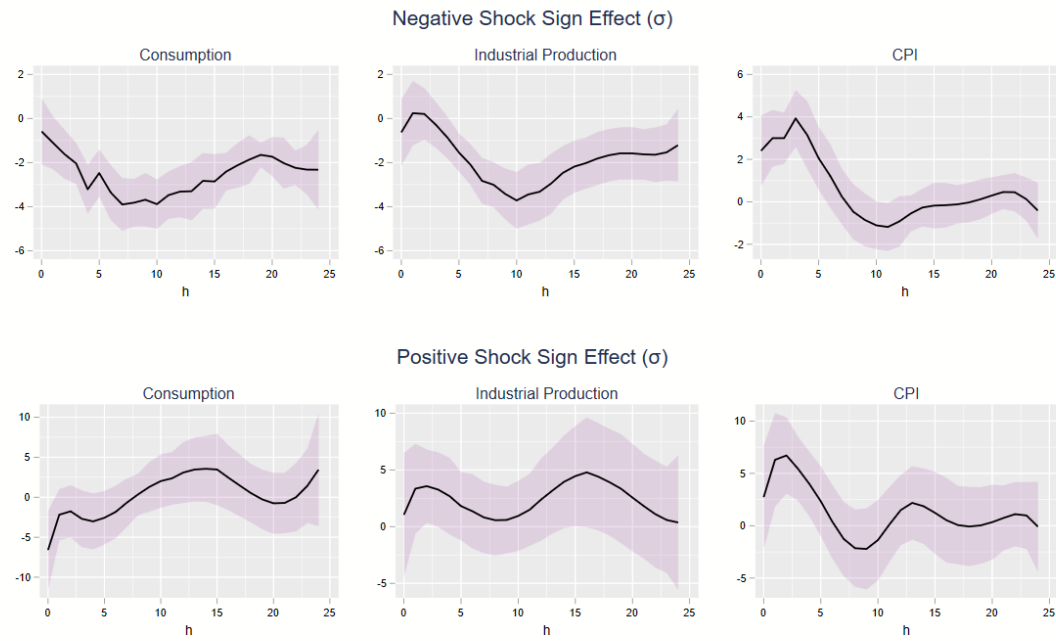 Negative Shock Sign Effect (σ)
Consumption Industrial Production CPI
2 2 6
0 0 4
-2 -2 2
-4 -4 0
-6 -6 -2
0 5 10 15 20 25 0 5 10 15 20 25 0 5 10 15 20 25
h h h
Positive Shock Sign Effect (σ)
Consumption Industrial Production CPI
10 10 10
5 5 5
0 0 0
-5 -5 -5
-10
0 5 10 15 20 25 0 5 10 15 20 25 0 5 10 15 20 25
h h h